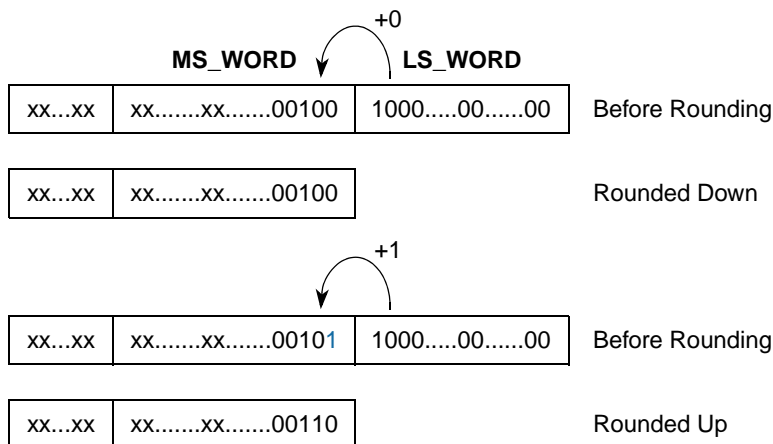 +0
MS_WORD LS_WORD
xx...xx xx.......xx.......00100 1000.....00......00 Before Rounding
xx...xx xx.......xx.......00100 Rounded Down
+1
xx...xx xx.......xx.......00101 1000.....00......00 Before Rounding
xx...xx xx.......xx.......00110 Rounded Up